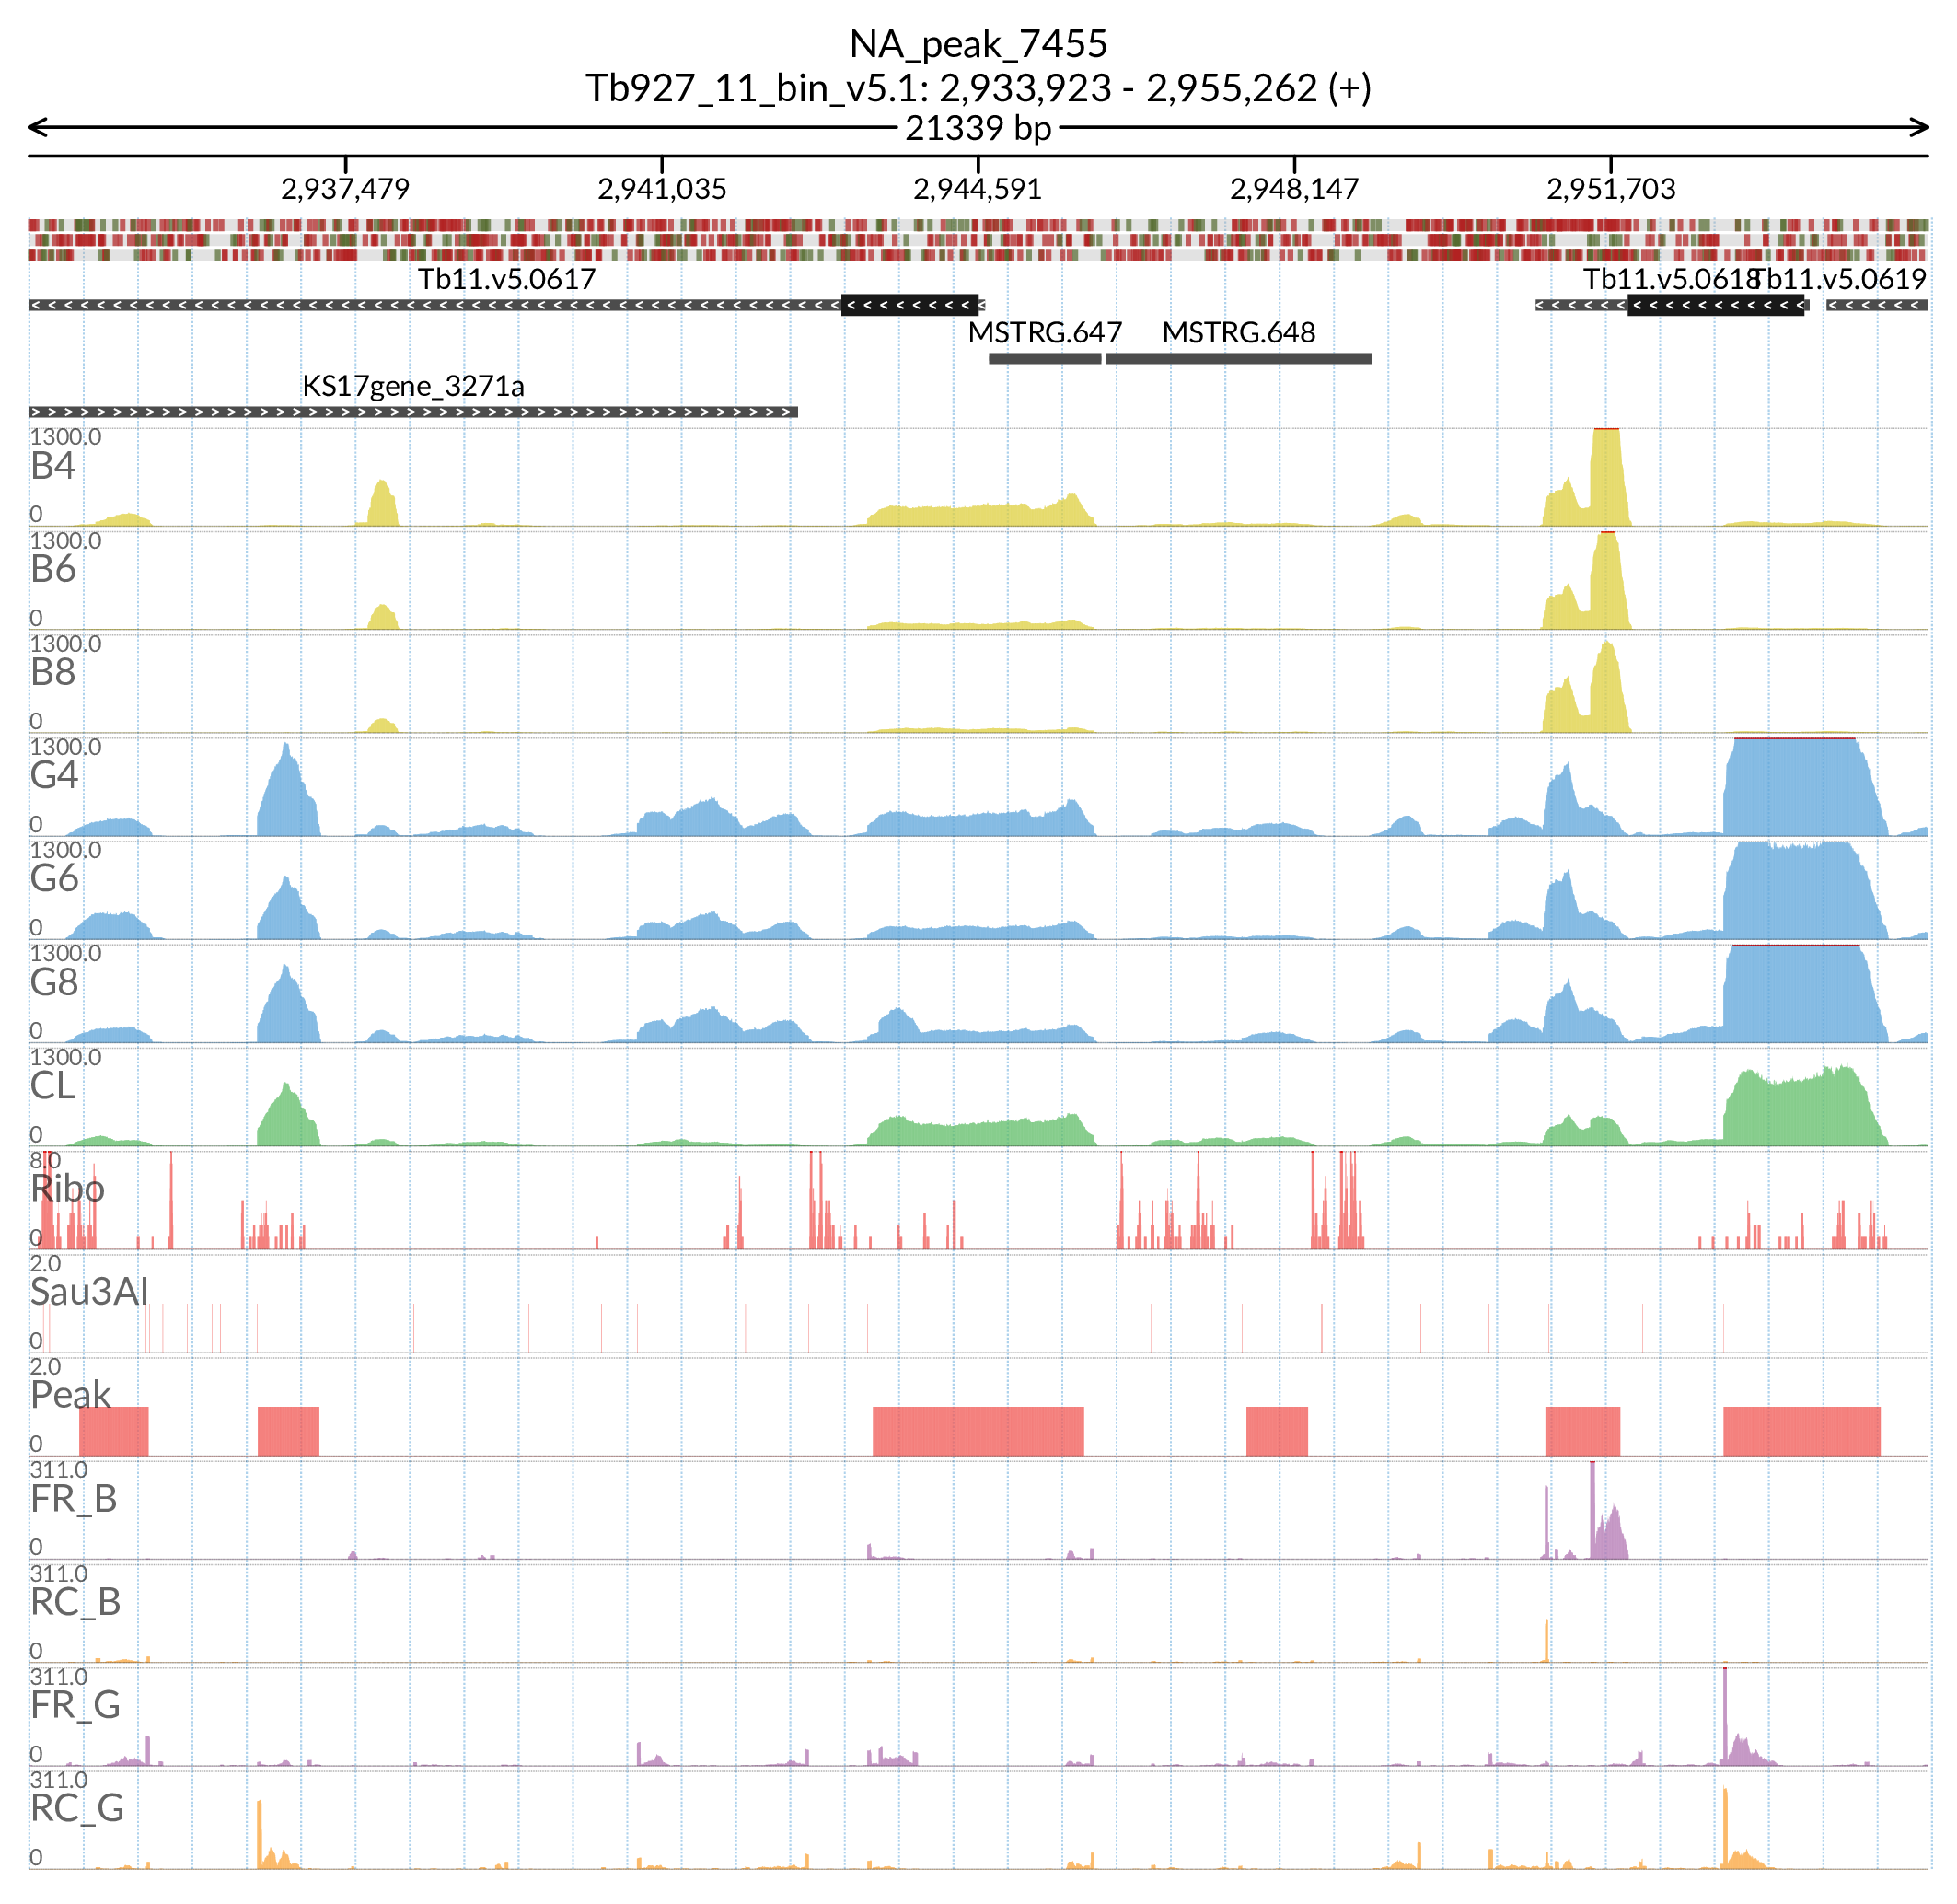 NA_peak_7455
Tb927_11_bin_v5.1: 2,933,923 - 2,955,262 (+)
21339 bp
2,937,479 2,941,035 2,944,591 2,948,147 2,951,703
Tb11.v5.0617 Tb11.v5.0618 Tb11.v5.0619
MSTRG.647 MSTRG.648
KS17gene_3271a
1300.0
B4
0
1300.0
B6
0
1300.0
B8
0
1300.0
G4
0
1300.0
G6
0
1300.0
G8
0
1300.0
CL
0
8.0
Ribo
0
2.0
Sau3AI
0
2.0
Peak
0
311.0
FR_B
0
311.0
RC_B
0
311.0
FR_G
0
311.0
RC_G
0